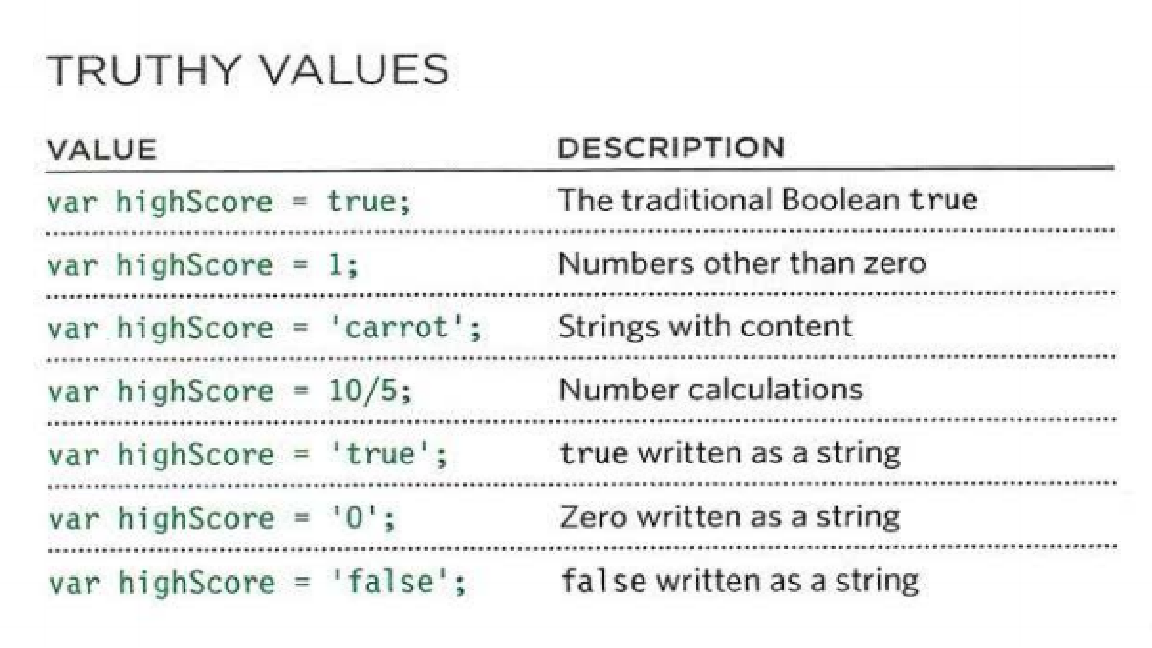 TRUTHY VALUES
VALUE DESCRIPTION
var highScore = true; The traditional Boolean true
var highScore = 1; Numbers other than zero
var highScore = 'carrot'; Strings with content
var highScore = 10/5; Number calculations
var highScore = 'true'; true written as a string
var highScore = '0'; Zero written as a string
var highScore = 'false'; false written as a string